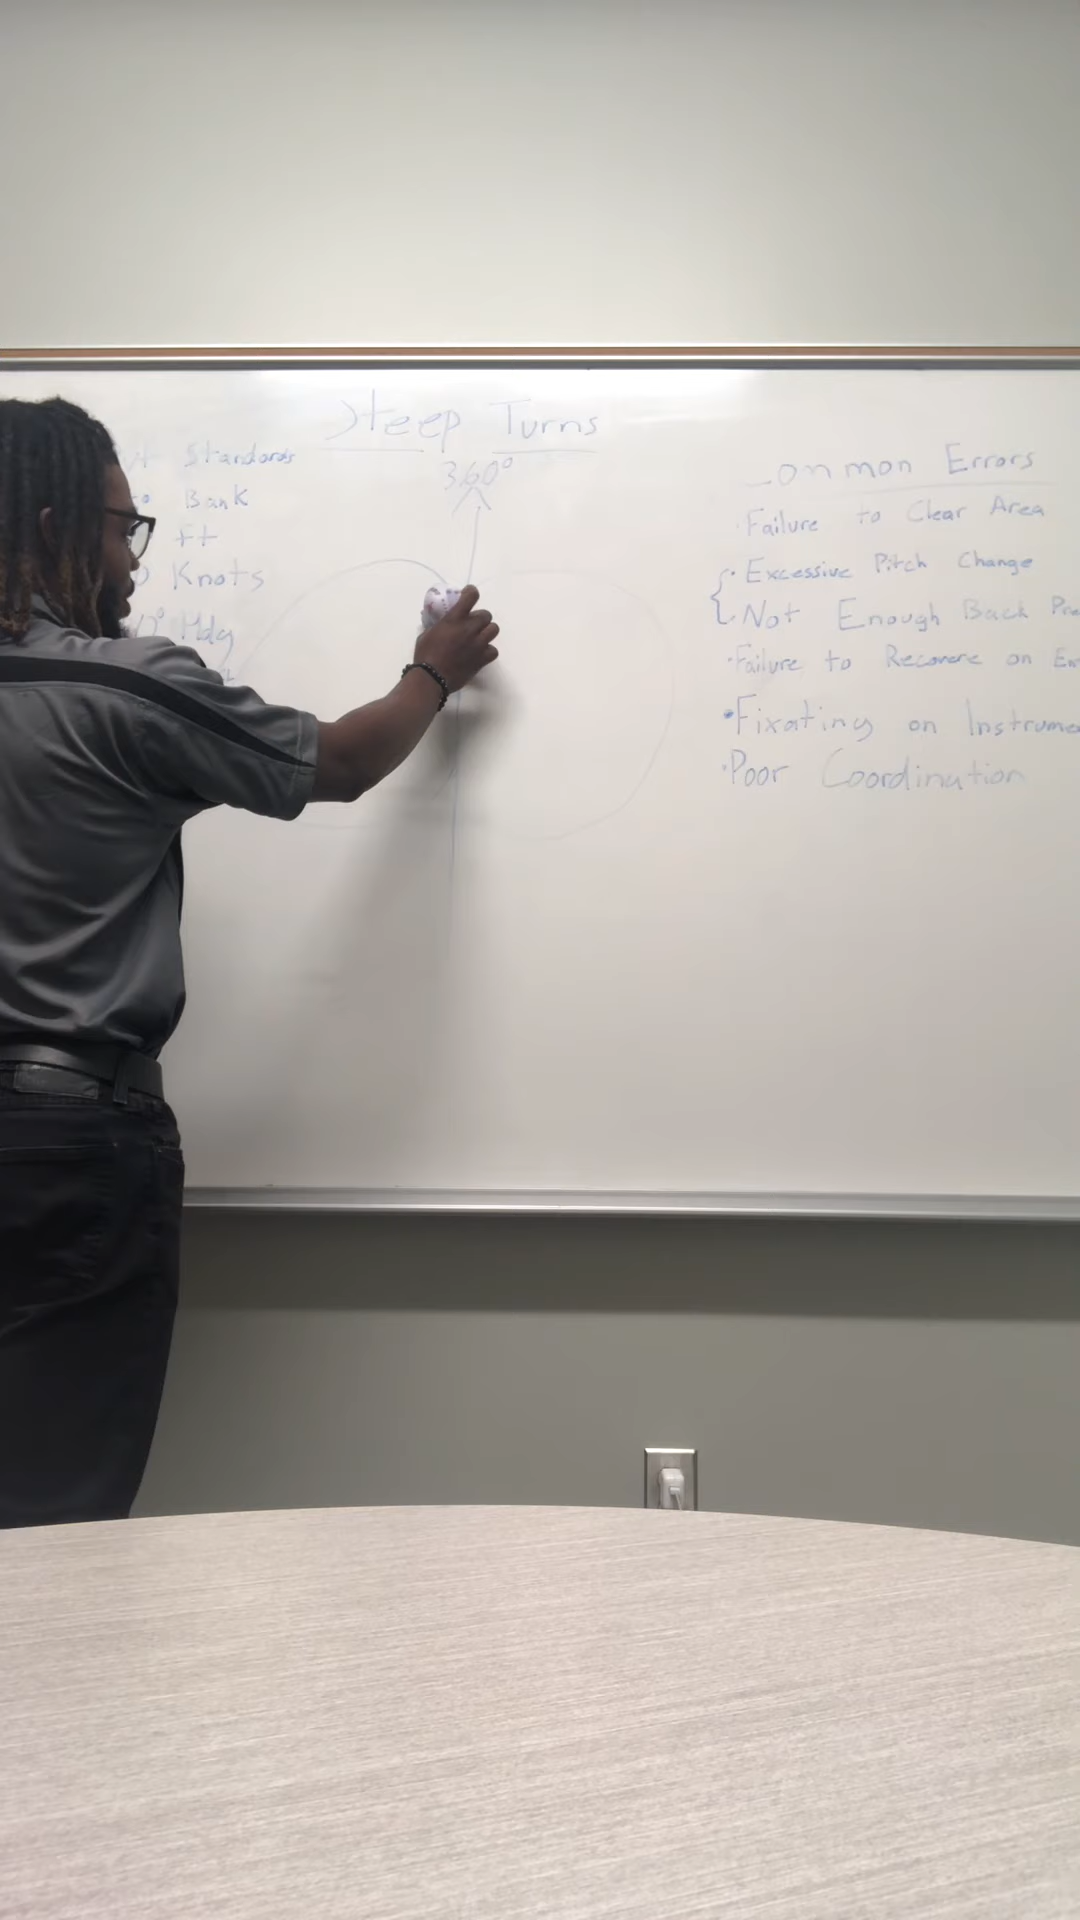 Steep Turns
360°
Standards
Bank
Ft
Knots
Hdg
Common Errors
·Failure to Clear Area
·Excessive Pitch Change
Not Enough Back
·Failure to Recovere on
·Fixating on
·Poor Coordination